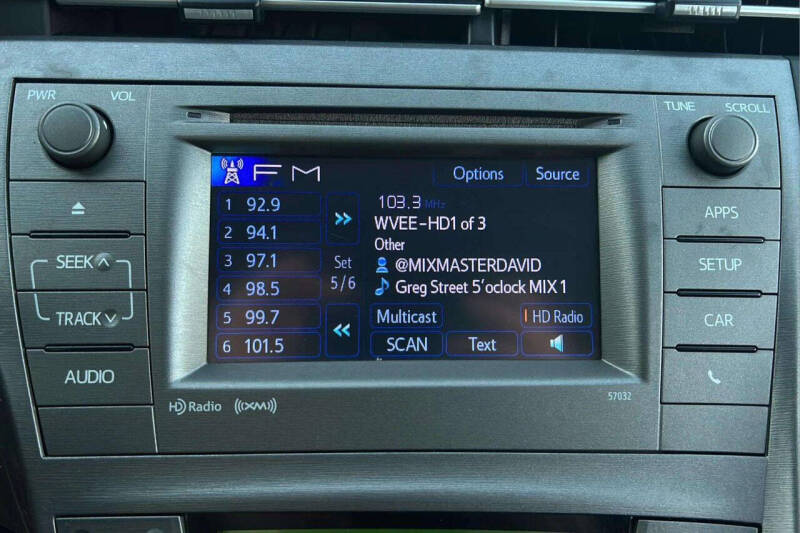 PWR VOL
TUNE SCROLL
FM Options Source
1 92.9
2 94.1
3 97.1
4 98.5
5 99.7
6 101.5
Set
5/6
103.3 MHz
WVEE-HD1 of 3
Other
@MIXMASTERDAVID
Greg Street 5'oclock MIX 1
Multicast HD Radio
SCAN Text
SEEK
TRACK
AUDIO
APPS
SETUP
CAR
HD Radio XM
57032